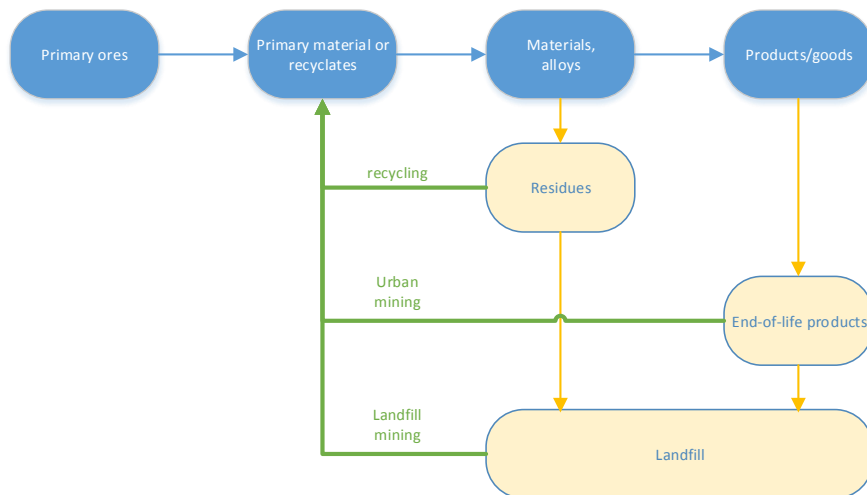 Primary ores
Primary material or
recyclates
Materials,
alloys
Products/goods
recycling
Residues
Urban
mining
End-of-life products
Landfill
mining
Landfill